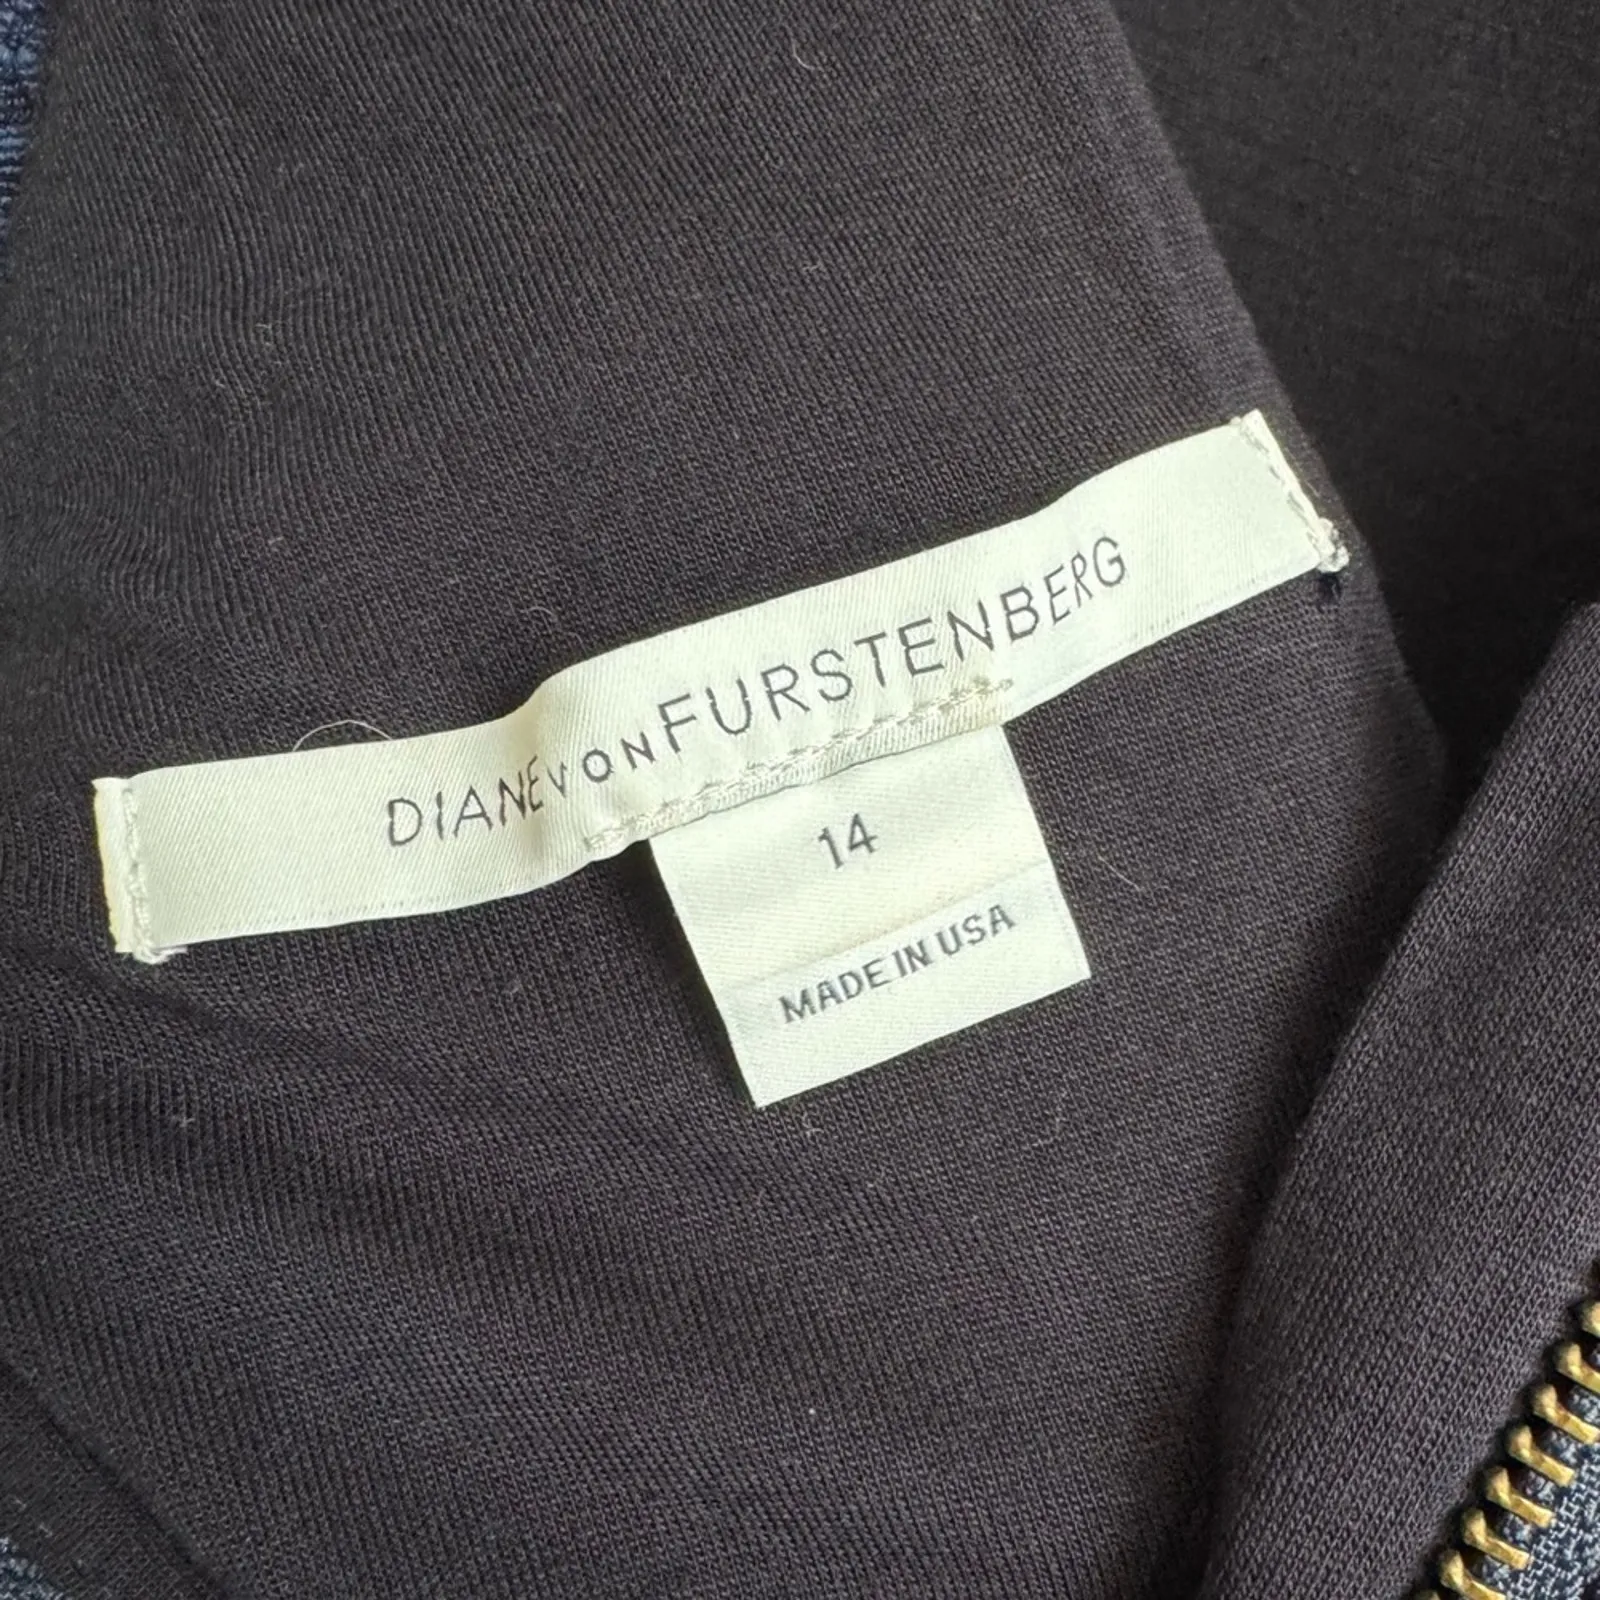 DIANE VON FURSTENBERG
14
MADE IN USA